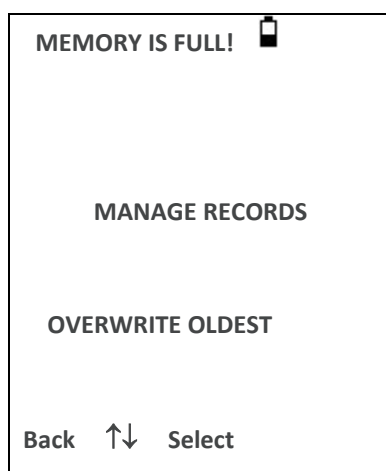 MEMORY IS FULL!
MANAGE RECORDS
OVERWRITE OLDEST
Back ↑↓ Select